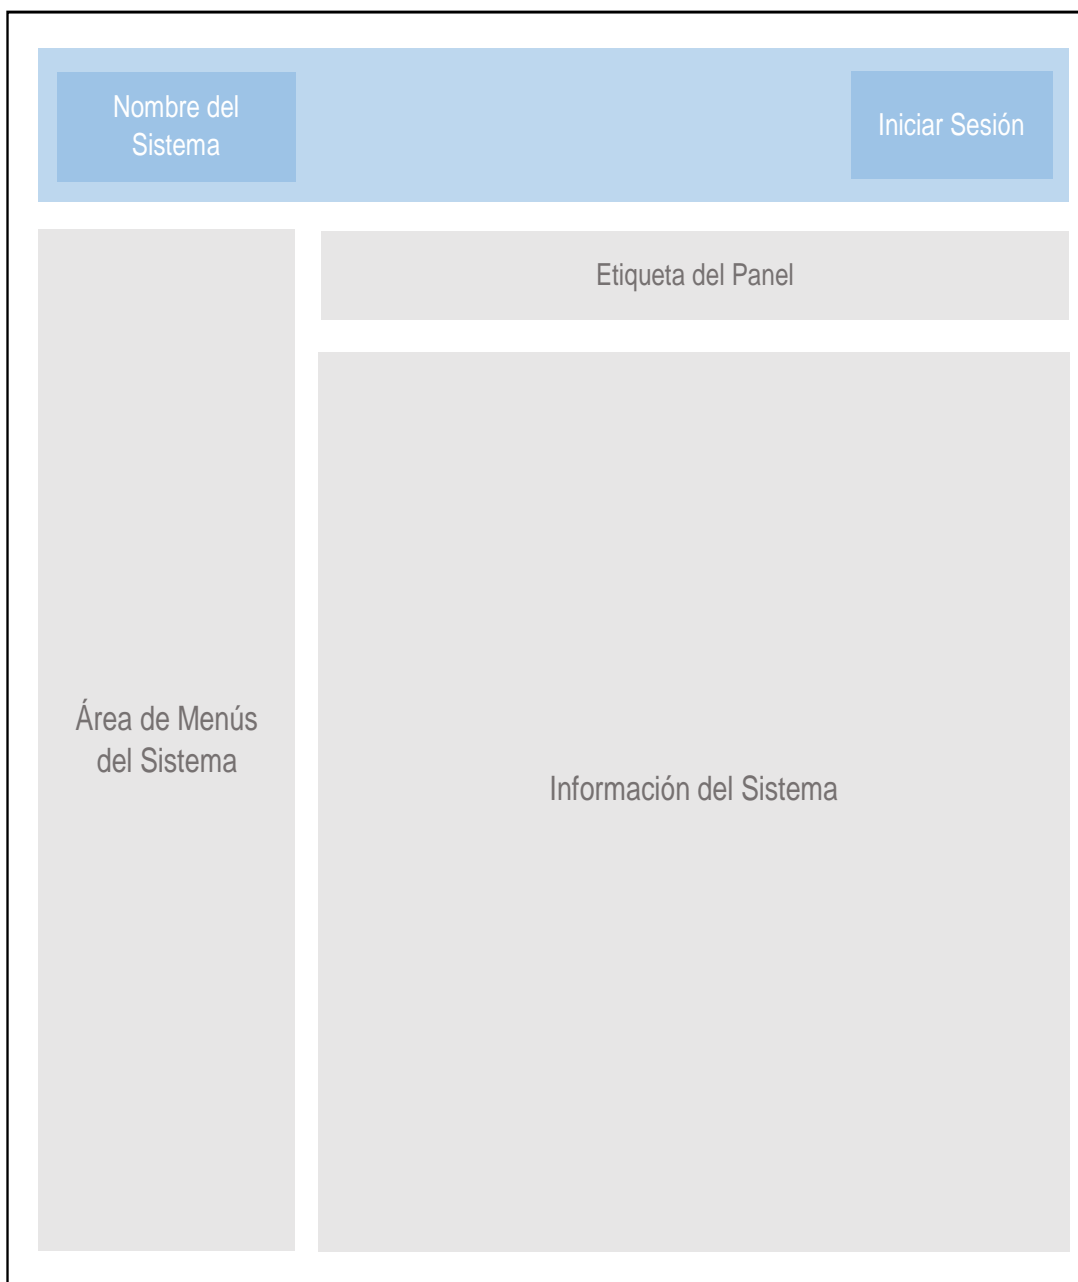 Nombre del
Sistema
Iniciar Sesión
Etiqueta del Panel
Área de Menús
del Sistema
Información del Sistema